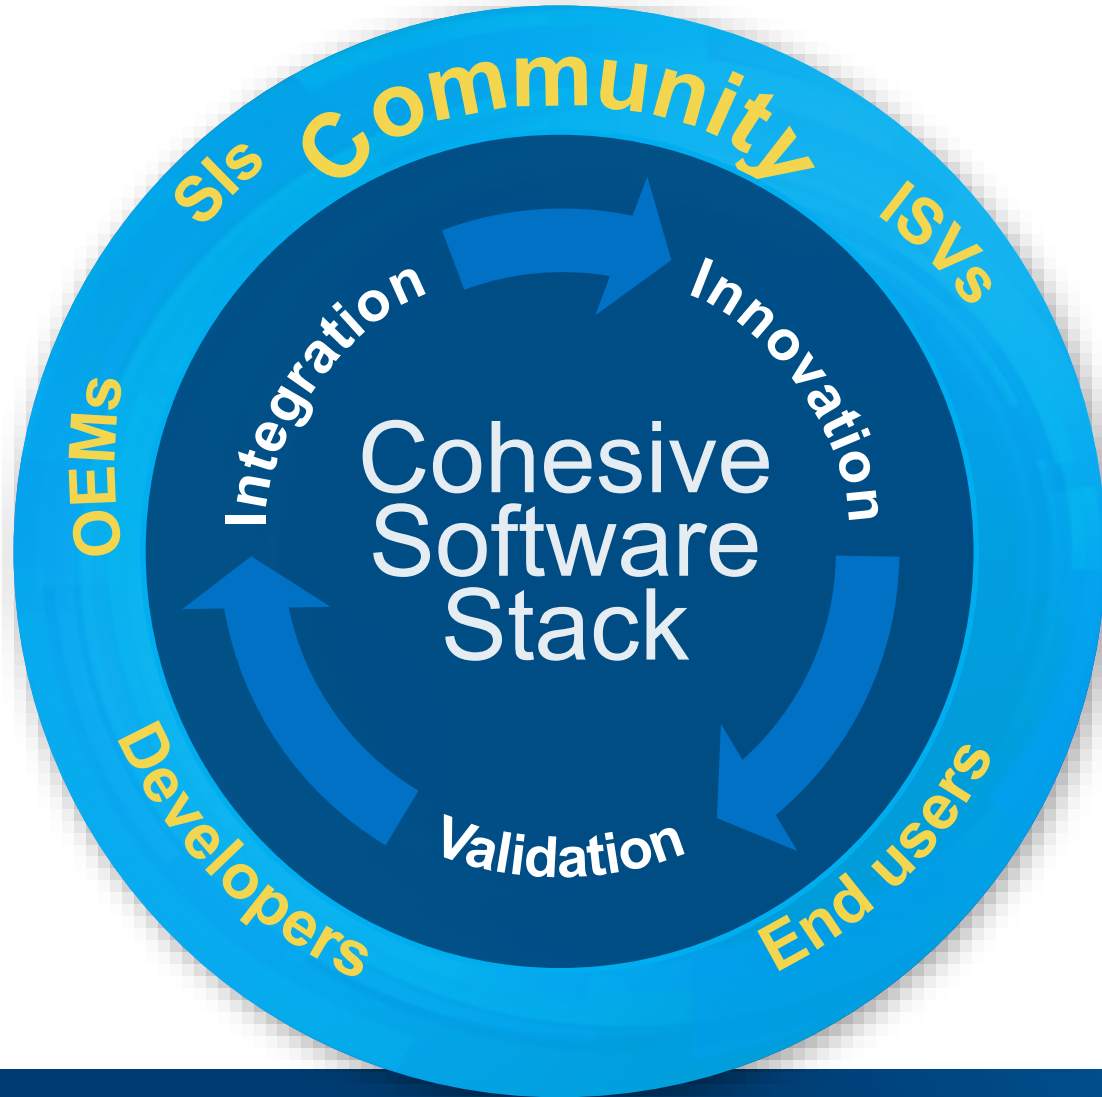 Community
SIs
ISVs
OEMs
Developers
End users
Integration
Innovation
Validation
Cohesive
Software
Stack